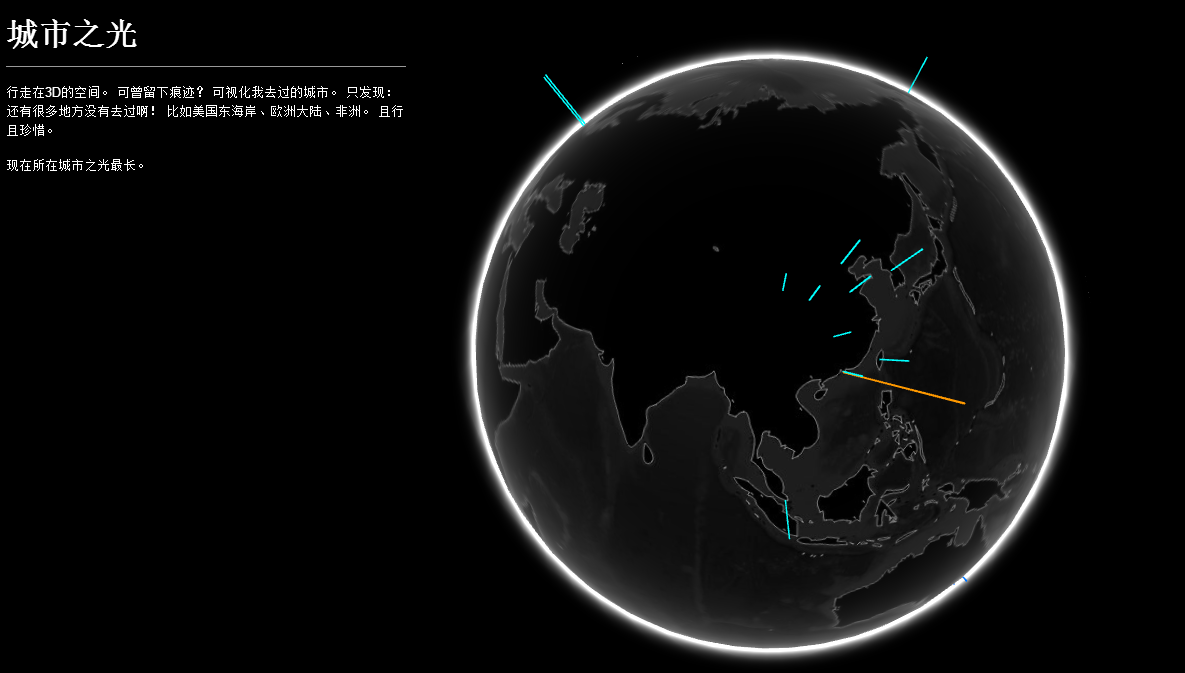 城市之光
行走在3D的空间。 可曾留下痕迹？ 可视化我去过的城市。 只发现：
还有很多地方没有去过啊！ 比如美国东海岸、欧洲大陆、非洲。 且行
且珍惜。
现在所在城市之光最长。